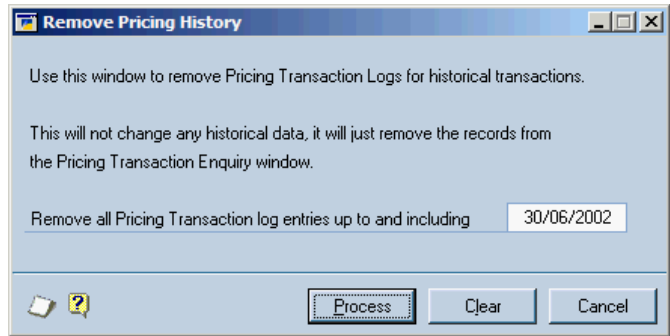 Remove Pricing History
Use this window to remove Pricing Transaction Logs for historical transactions.
This will not change any historical data, it will just remove the records from
the Pricing Transaction Enquiry window.
Remove all Pricing Transaction log entries up to and including 30/06/2002
Process Clear Cancel